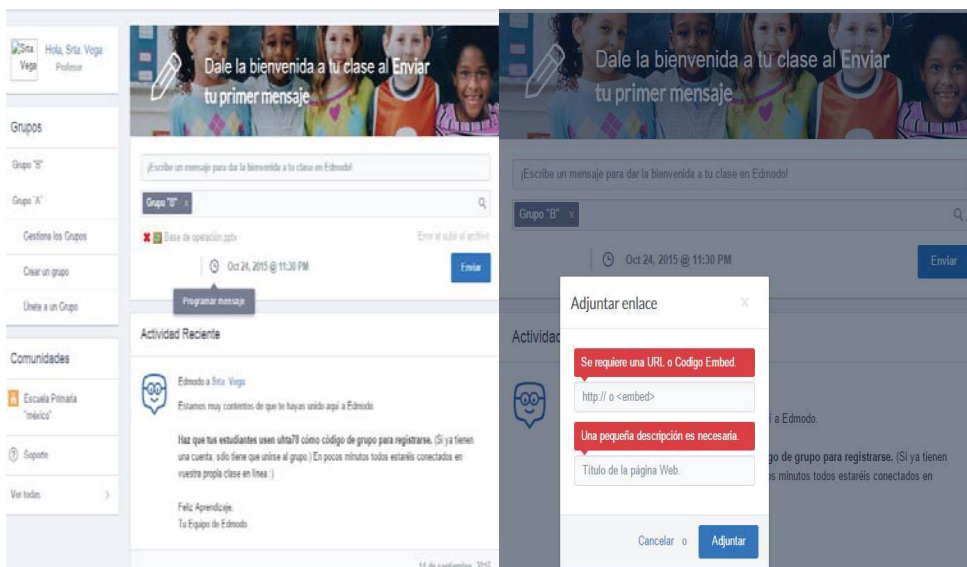 Srta.
Vega
Hola, Srta. Vega
Profesor
Grupos
Grupo "B"
Grupo "A"
Gestiona los Grupos
Crear un grupo
Únete a un Grupo
Comunidades
Escuela Primaria
"méxico"
Soporte
Ver todas
Dale la bienvenida a tu clase al Enviar
tu primer mensaje
¡Escribe un mensaje para dar la bienvenida a tu clase en Edmodo!
Grupo "B" x
Base de operación.pptx
Error al subir el archivo
Oct 24, 2015 @ 11:30 PM
Enviar
Programar mensaje
Actividad Reciente
Edmodo a Srta. Vega
Estamos muy contentos de que te hayas unido aquí a Edmodo
Haz que tus estudiantes usen uhta78 cómo código de grupo para registrarse. (Si ya tienen
una cuenta, sólo tiene que unirse al grupo.) En pocos minutos todos estaréis conectados en
vuestra propia clase en línea :)
Feliz Aprendizaje,
Tu Equipo de Edmodo
14 de septiembre, 2015
Dale la bienvenida a tu clase al Enviar
tu primer mensaje
¡Escribe un mensaje para dar la bienvenida a tu clase en Edmodo!
Grupo "B" x
Oct 24, 2015 @ 11:30 PM
Enviar
Adjuntar enlace
X
Activida
Se requiere una URL o Codigo Embed.
http:// o <embed>
Una pequeña descripción es necesaria.
Título de la página Web.
a Edmodo.
go de grupo para registrarse. (Si ya tienen
os minutos todos estaréis conectados en
Cancelar o Adjuntar